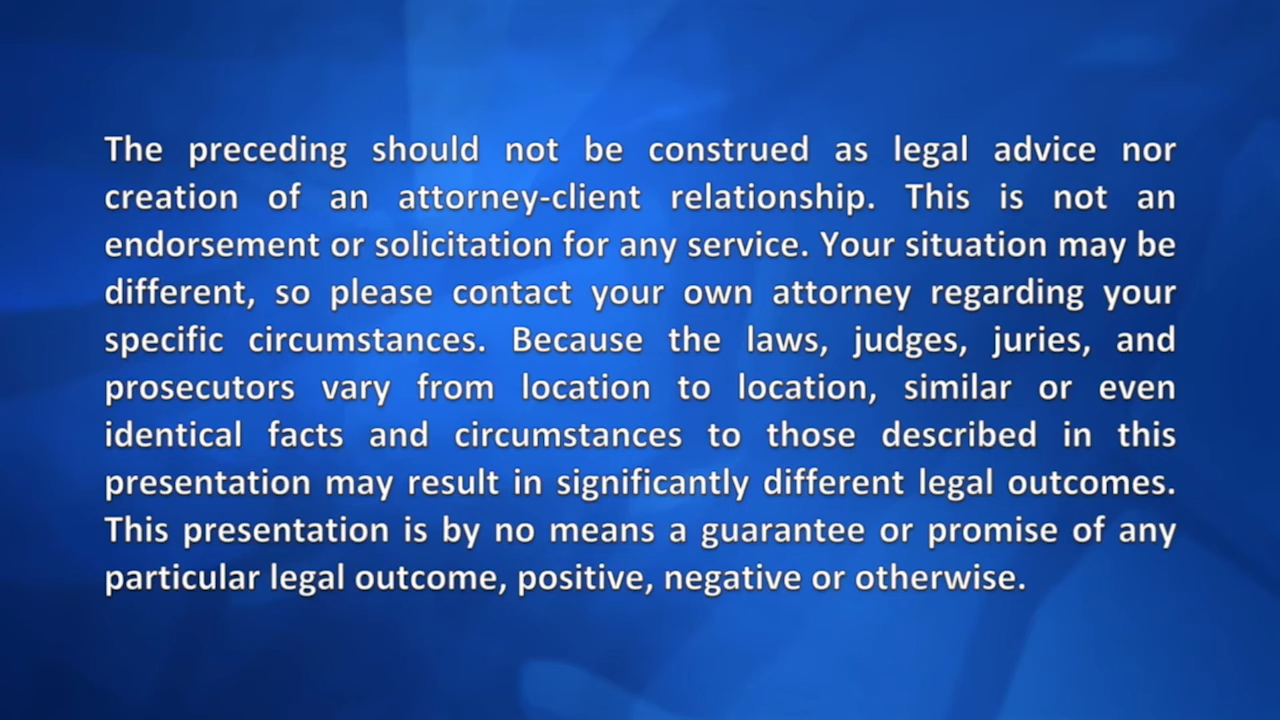 The preceding should not be construed as legal advice nor
creation of an attorney-client relationship. This is not an
endorsement or solicitation for any service. Your situation may be
different, so please contact your own attorney regarding your
specific circumstances. Because the laws, judges, juries, and
prosecutors vary from location to location, similar or even
identical facts and circumstances to those described in this
presentation may result in significantly different legal outcomes.
This presentation is by no means a guarantee or promise of any
particular legal outcome, positive, negative or otherwise.